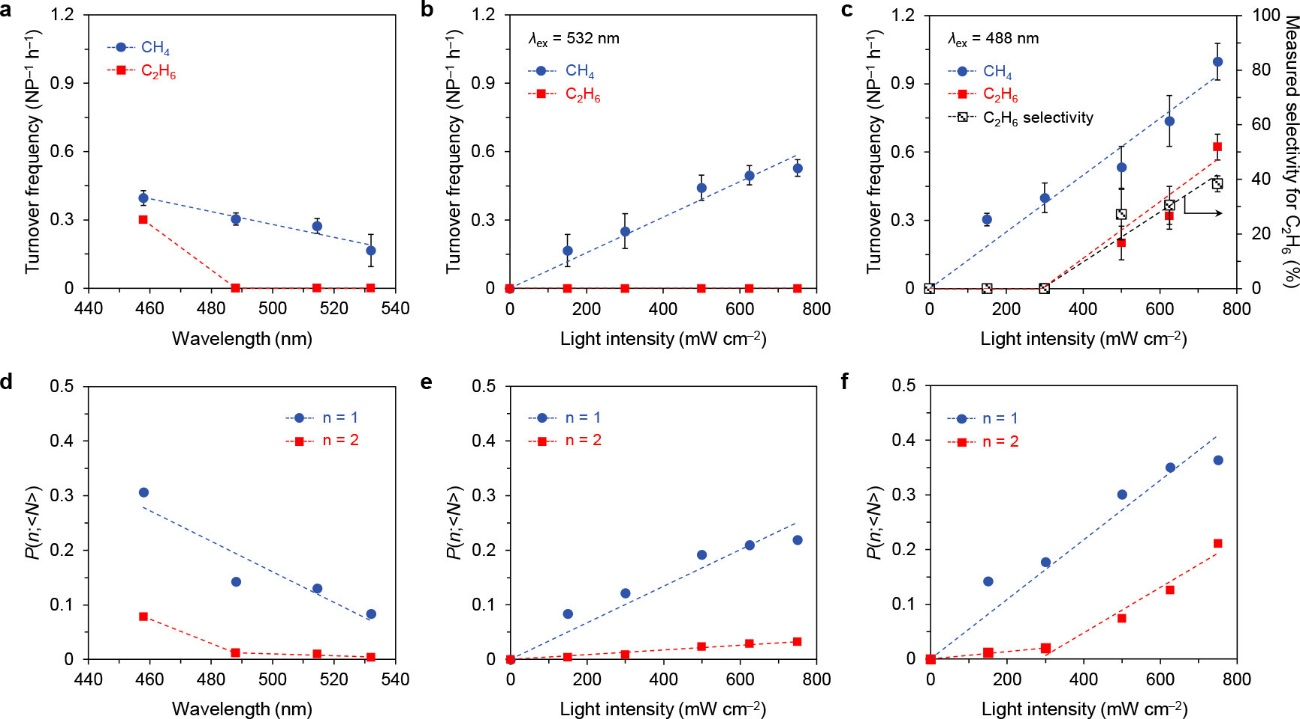 a
1.2
0.9
0.6
0.3
0
Turnover frequency (NP–1 h–1)
CH4
C2H6
440 460 480 500 520 540
Wavelength (nm)
b
1.2
0.9
0.6
0.3
0
Turnover frequency (NP–1 h–1)
λex = 532 nm
CH4
C2H6
0 200 400 600 800
Light intensity (mW cm–2)
c
1.2
0.9
0.6
0.3
0
Turnover frequency (NP–1 h–1)
λex = 488 nm
CH4
C2H6
C2H6 selectivity
100
80
60
40
20
0
Measured selectivity for C2H6 (%)
0 200 400 600 800
Light intensity (mW cm–2)
d
0.5
0.4
0.3
0.2
0.1
0
P(n;<N>)
n = 1
n = 2
440 460 480 500 520 540
Wavelength (nm)
e
0.5
0.4
0.3
0.2
0.1
0
P(n;<N>)
n = 1
n = 2
0 200 400 600 800
Light intensity (mW cm–2)
f
0.5
0.4
0.3
0.2
0.1
0
P(n;<N>)
n = 1
n = 2
0 200 400 600 800
Light intensity (mW cm–2)